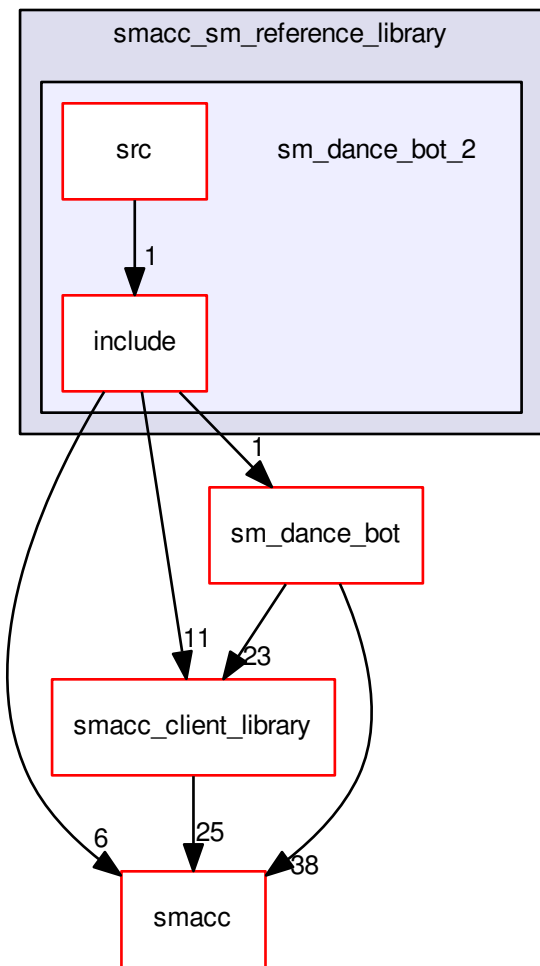 smacc_sm_reference_library
src
sm_dance_bot_2
1
include
1
sm_dance_bot
11
23
smacc_client_library
6
25
38
smacc